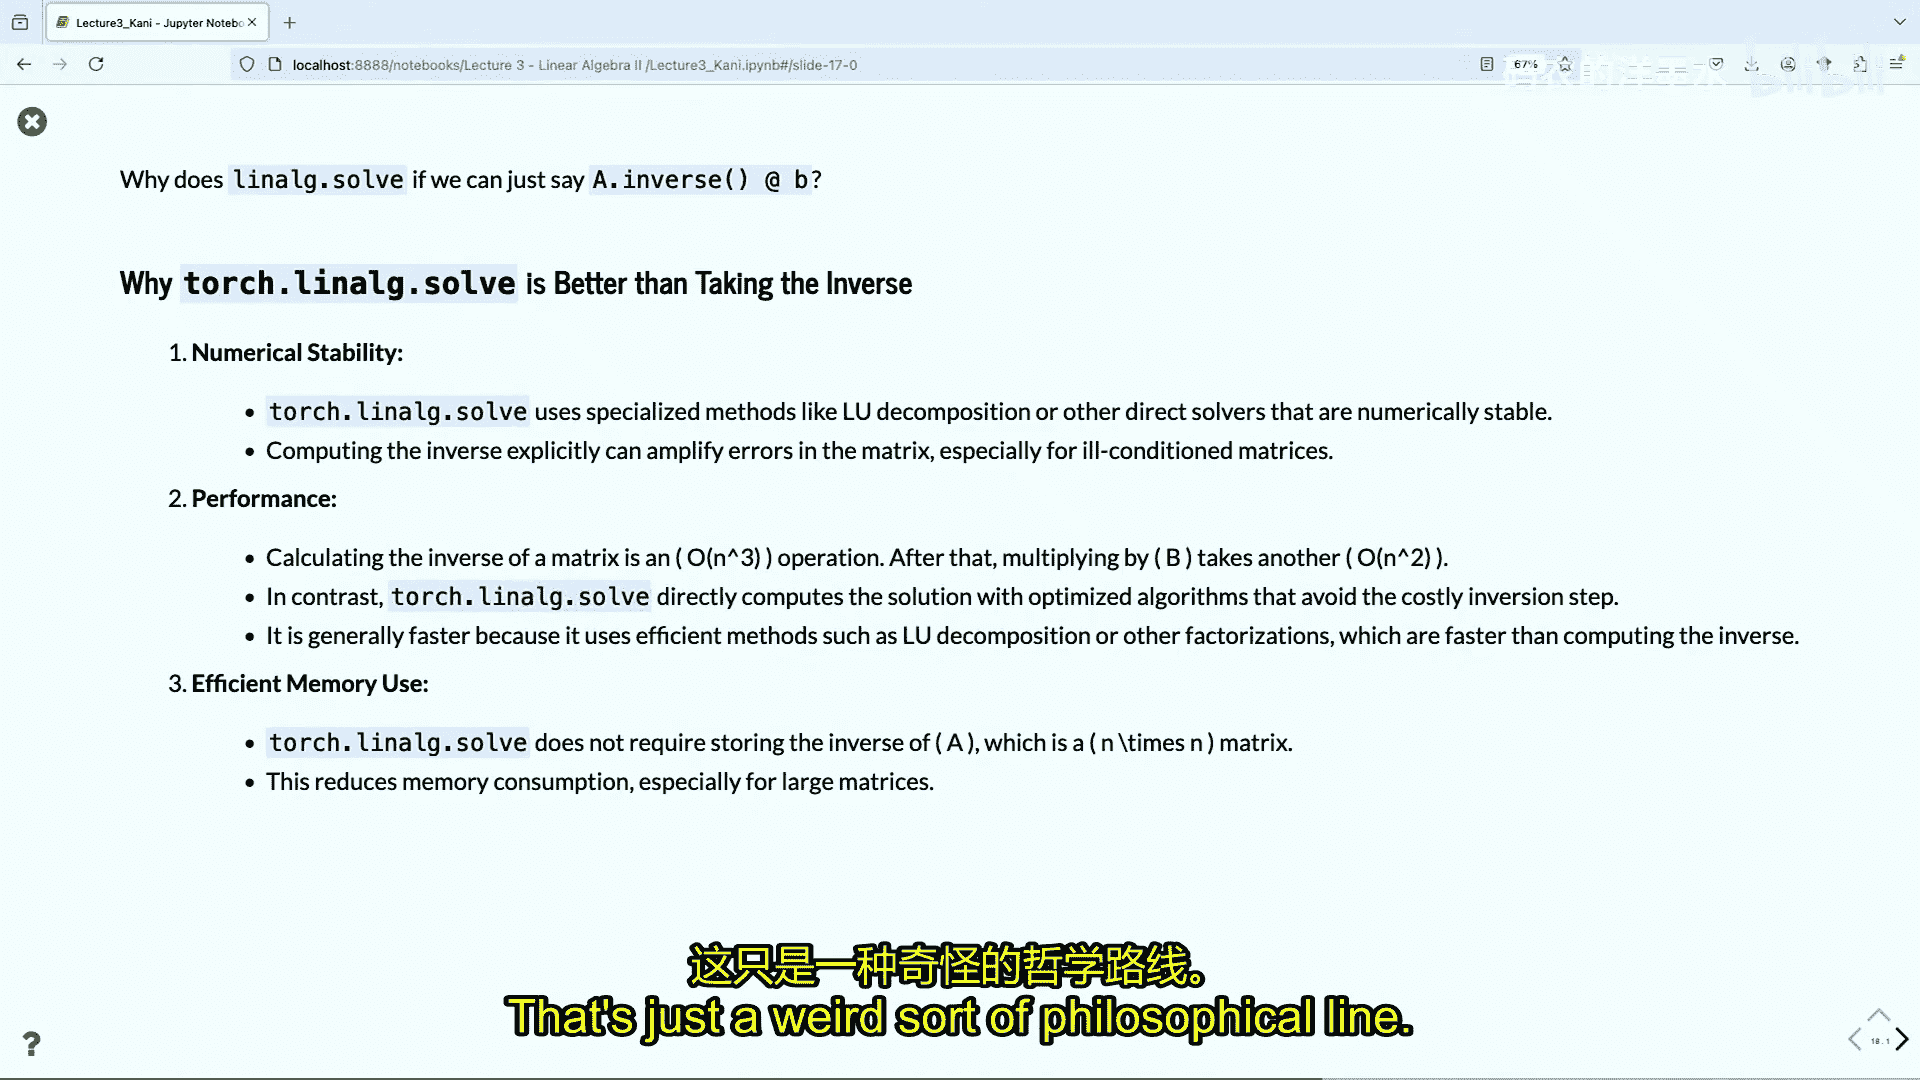 Lecture3_Kani - Jupyter Notebo
localhost:8888/notebooks/Lecture 3 - Linear Algebra II /Lecture3_Kani.ipynb#/slide-17-0
67%
Why does linalg.solve if we can just say A.inverse() @ b?
Why torch.linalg.solve is Better than Taking the Inverse
1. Numerical Stability:
• torch.linalg.solve uses specialized methods like LU decomposition or other direct solvers that are numerically stable.
• Computing the inverse explicitly can amplify errors in the matrix, especially for ill-conditioned matrices.
2. Performance:
• Calculating the inverse of a matrix is an ( O(n^3) ) operation. After that, multiplying by ( B ) takes another ( O(n^2) ).
• In contrast, torch.linalg.solve directly computes the solution with optimized algorithms that avoid the costly inversion step.
• It is generally faster because it uses efficient methods such as LU decomposition or other factorizations, which are faster than computing the inverse.
3. Efficient Memory Use:
• torch.linalg.solve does not require storing the inverse of ( A ), which is a ( n \times n ) matrix.
• This reduces memory consumption, especially for large matrices.
这只是一种奇怪的哲学路线。
That's just a weird sort of philosophical line.
?
18.1